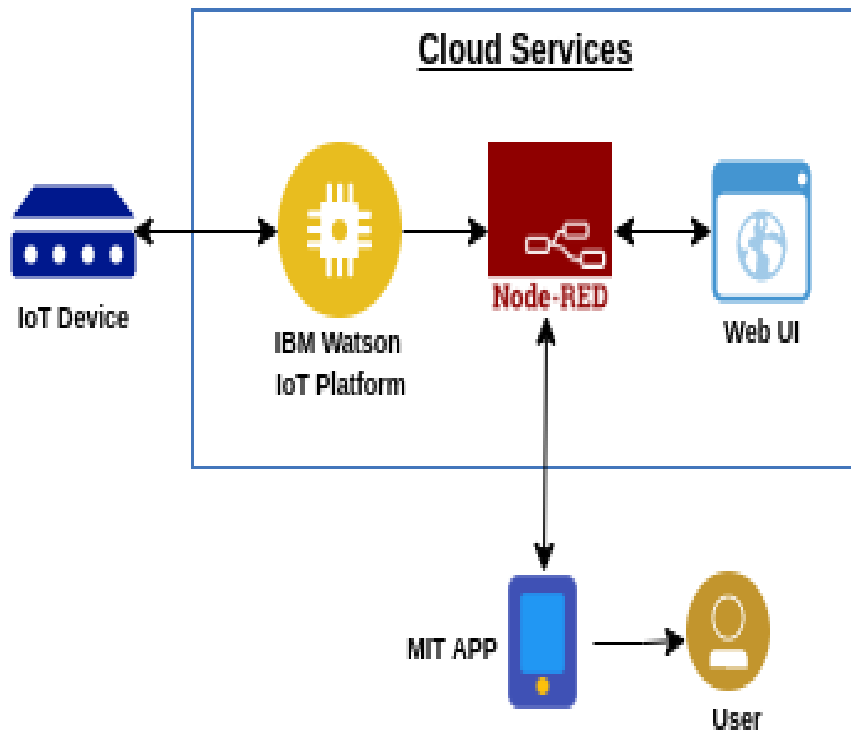 Cloud Services
IoT Device
IBM Watson
IoT Platform
Node-RED
Web UI
MIT APP
User